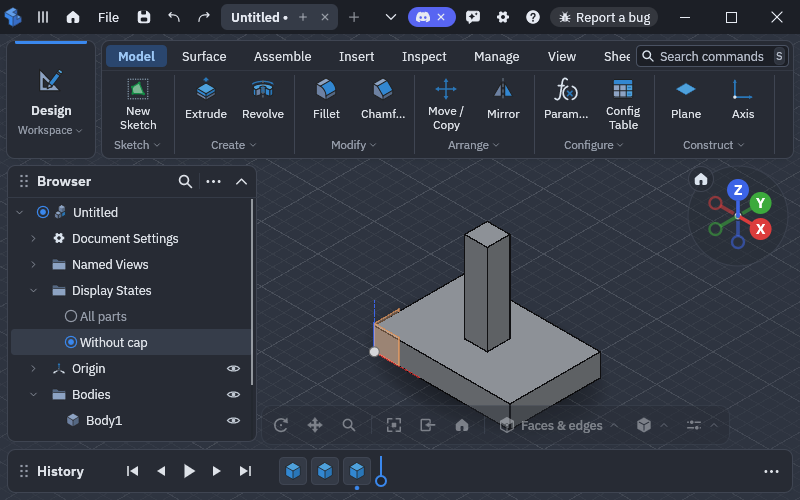 File
Untitled •
Report a bug
Design
Workspace
Model
Surface
Assemble
Insert
Inspect
Manage
View
Shee
Search commands
S
New Sketch
Extrude
Revolve
Fillet
Chamf...
Move / Copy
Mirror
Param...
Config Table
Plane
Axis
Sketch
Create
Modify
Arrange
Configure
Construct
Browser
Untitled
Document Settings
Named Views
Display States
All parts
Without cap
Origin
Bodies
Body1
Z
Y
X
Faces & edges
History